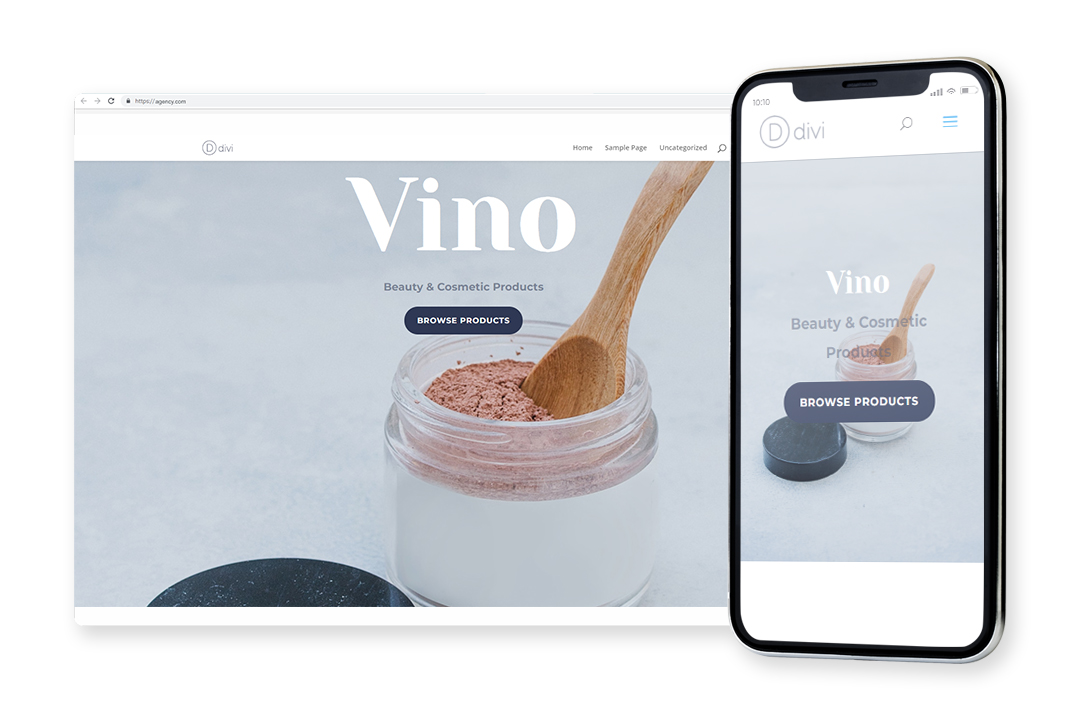 https://agency.com
D divi
Home Sample Page Uncategorized
Vino
Beauty & Cosmetic Products
BROWSE PRODUCTS
10:10
D divi
Vino
Beauty & Cosmetic
Products
BROWSE PRODUCTS